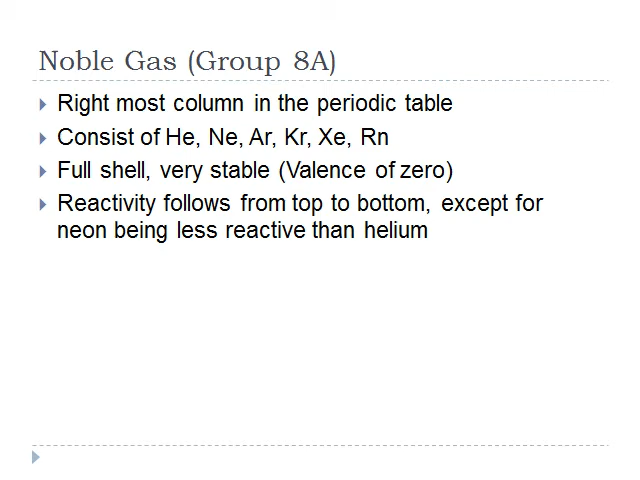 Noble Gas (Group 8A)
Right most column in the periodic table
Consist of He, Ne, Ar, Kr, Xe, Rn
Full shell, very stable (Valence of zero)
Reactivity follows from top to bottom, except for
neon being less reactive than helium